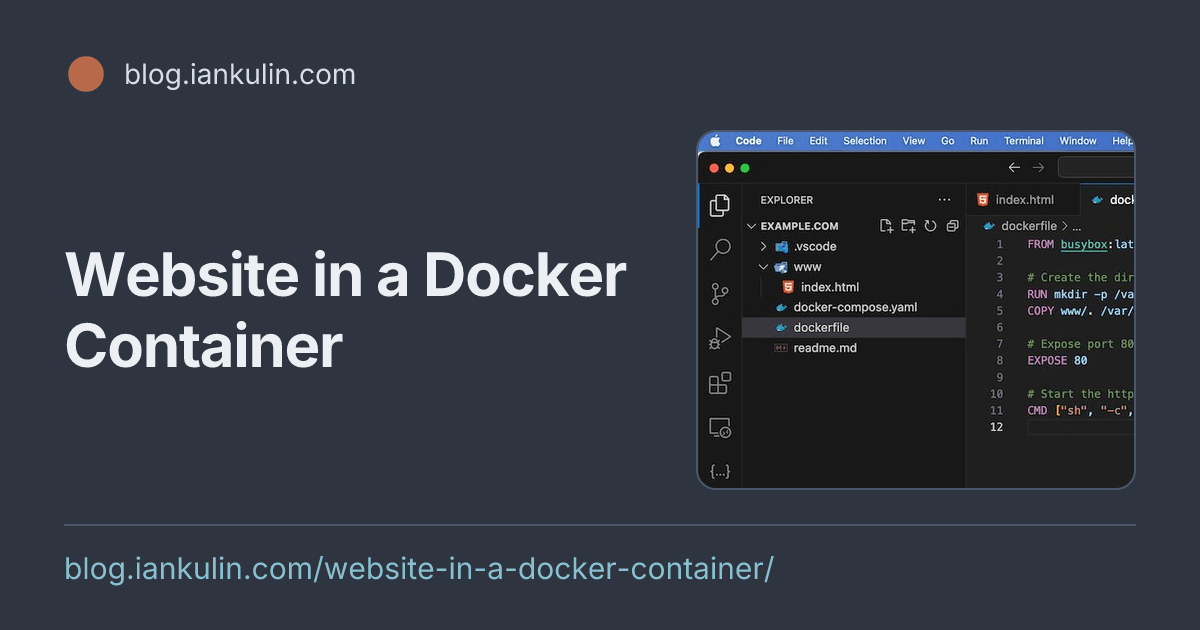 blog.iankulin.com
Website in a Docker
Container
Code File Edit Selection View Go Run Terminal Window Help
EXPLORER ...
EXAMPLE.COM
.vscode
www
index.html
docker-compose.yaml
dockerfile
readme.md
index.html
dockerfile > ...
1 FROM busybox:lat
2
3 # Create the dir
4 RUN mkdir -p /va
5 COPY www/. /var/
6
7 # Expose port 80
8 EXPOSE 80
9
10 # Start the http
11 CMD ["sh", "-c",
12
{...}
blog.iankulin.com/website-in-a-docker-container/